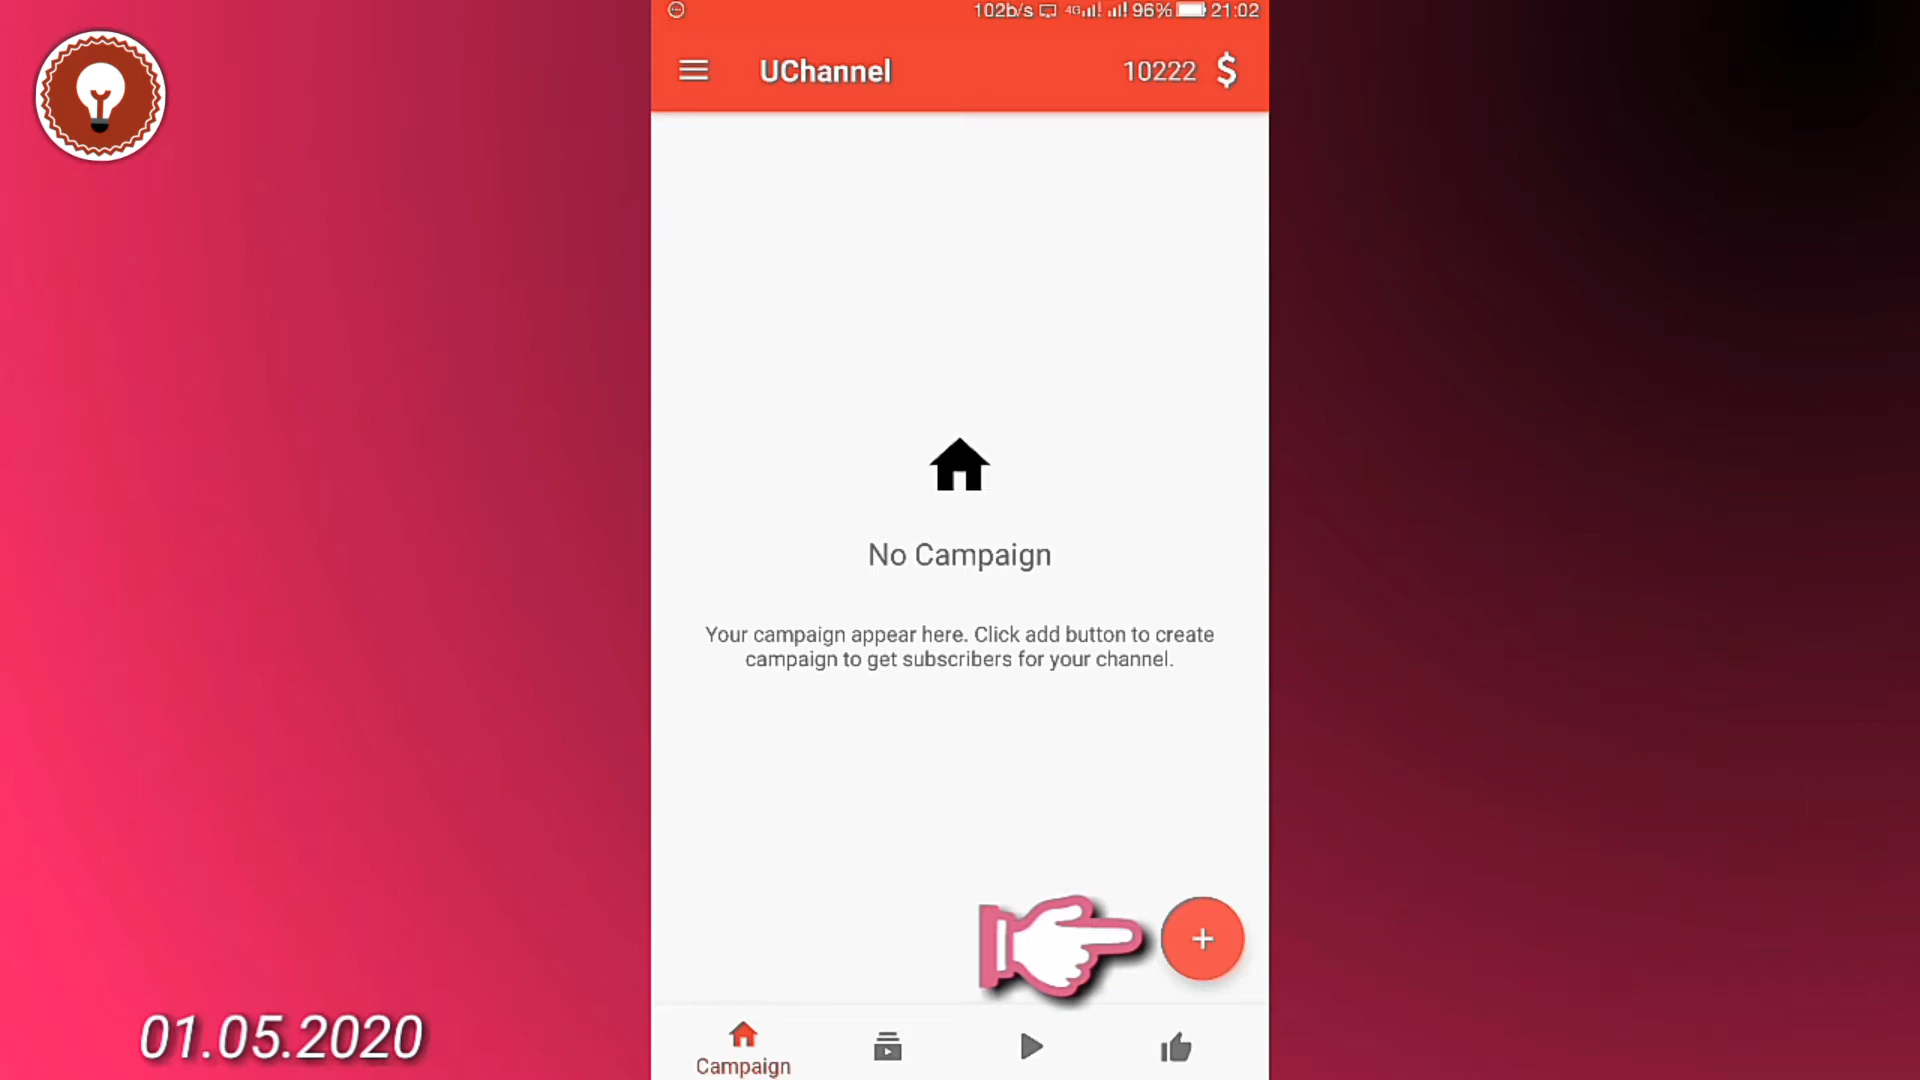 102b/s 4G 96% 21:02
UChannel 10222 $
No Campaign
Your campaign appear here. Click add button to create
campaign to get subscribers for your channel.
+
01.05.2020
Campaign